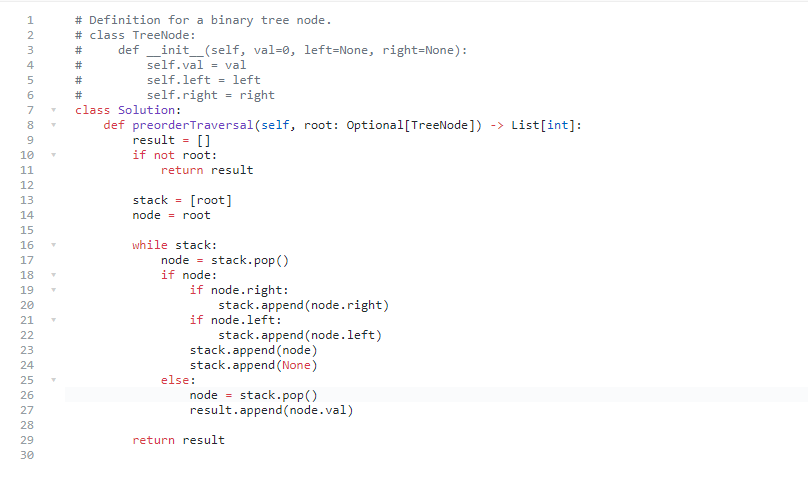 1 # Definition for a binary tree node.
2 # class TreeNode:
3 #     def __init__(self, val=0, left=None, right=None):
4 #         self.val = val
5 #         self.left = left
6 #         self.right = right
7 class Solution:
8     def preorderTraversal(self, root: Optional[TreeNode]) -> List[int]:
9         result = []
10         if not root:
11             return result
12
13         stack = [root]
14         node = root
15
16         while stack:
17             node = stack.pop()
18             if node:
19                 if node.right:
20                     stack.append(node.right)
21                 if node.left:
22                     stack.append(node.left)
23                 stack.append(node)
24                 stack.append(None)
25             else:
26                 node = stack.pop()
27                 result.append(node.val)
28
29         return result
30